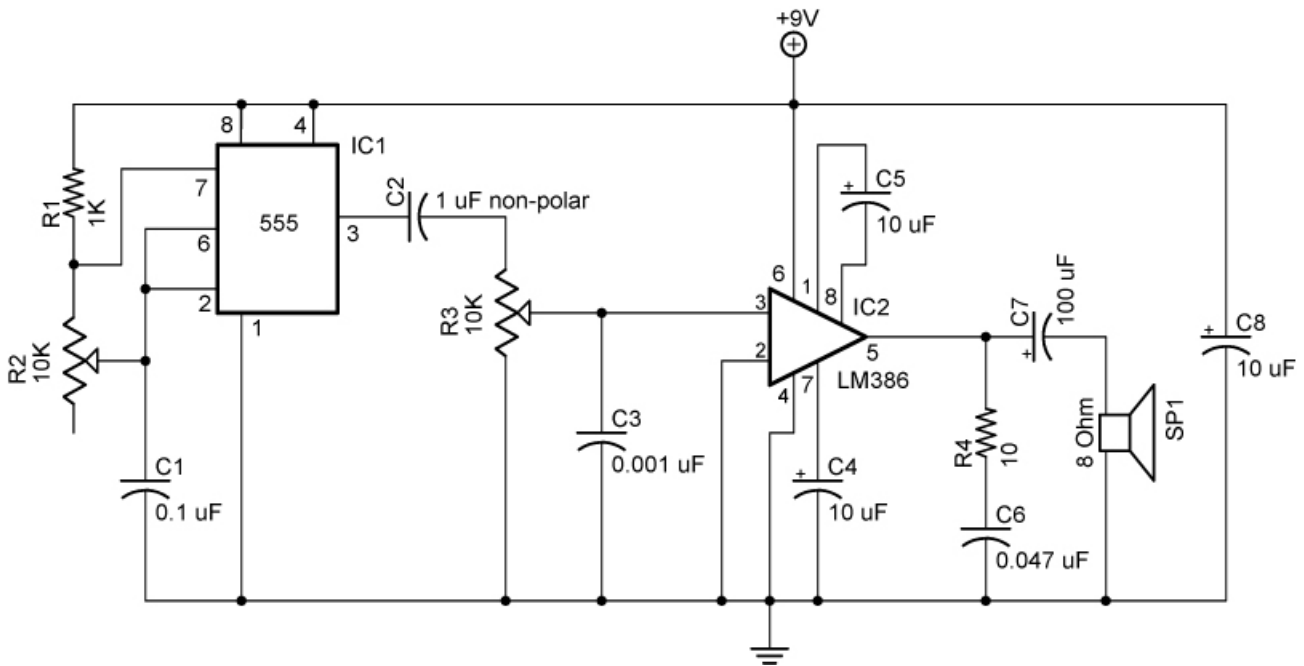 +9V
8
4
IC1
R1
1K
7
6
2
555
3
1
C2
1 uF non-polar
R2
10K
C1
0.1 uF
R3
10K
C3
0.001 uF
6
1
8
3
2
4
7
5
IC2
LM386
+
C5
10 uF
+
C4
10 uF
R4
10
C6
0.047 uF
C7
100 uF
+
8 Ohm
SP1
+
C8
10 uF